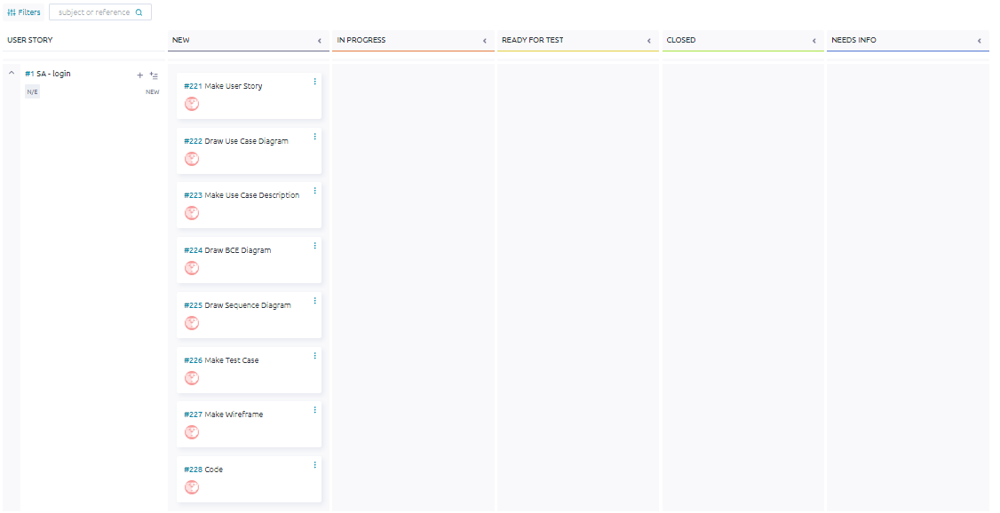 Filters subject or reference
USER STORY NEW IN PROGRESS READY FOR TEST CLOSED NEEDS INFO
#1 SA - login
N/E NEW
#221 Make User Story
#222 Draw Use Case Diagram
#223 Make Use Case Description
#224 Draw BCE Diagram
#225 Draw Sequence Diagram
#226 Make Test Case
#227 Make Wireframe
#228 Code